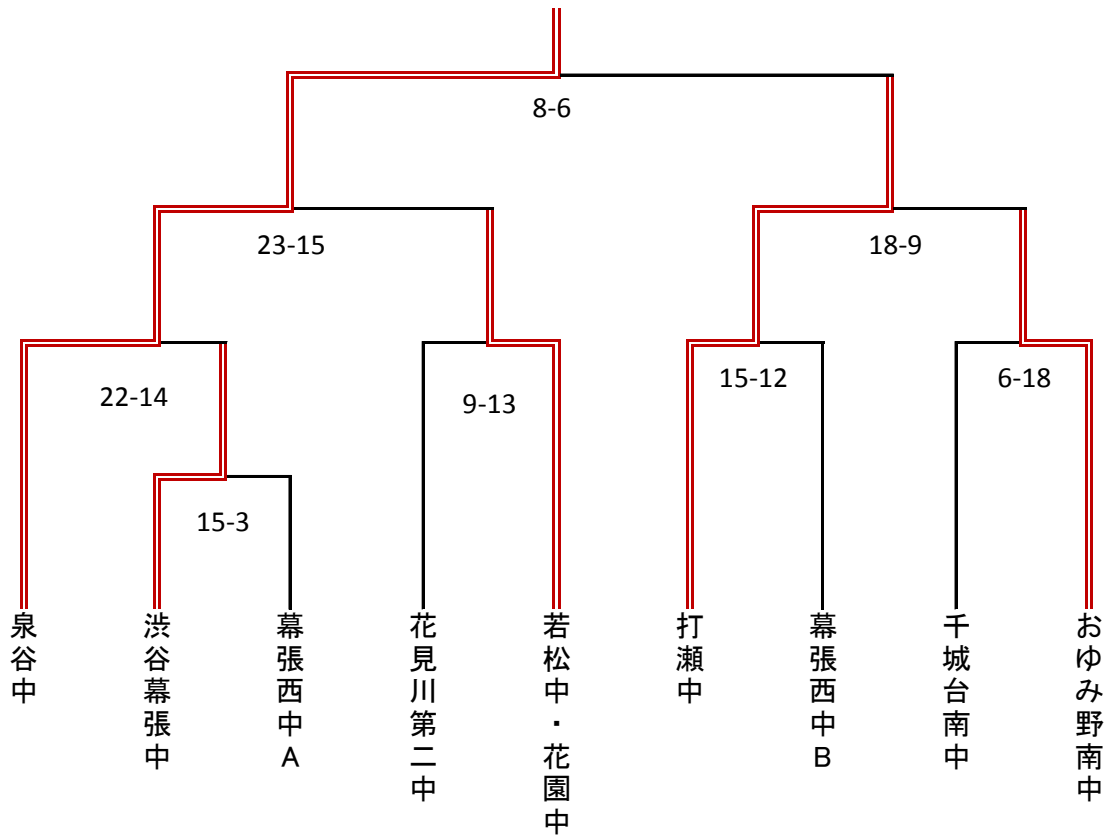 8-6
23-15
18-9
22-14
9-13
15-12
6-18
15-3
泉谷中
渋谷幕張中
幕張西中A
花見川第二中
若松中・花園中
打瀬中
幕張西中B
千城台南中
おゆみ野南中